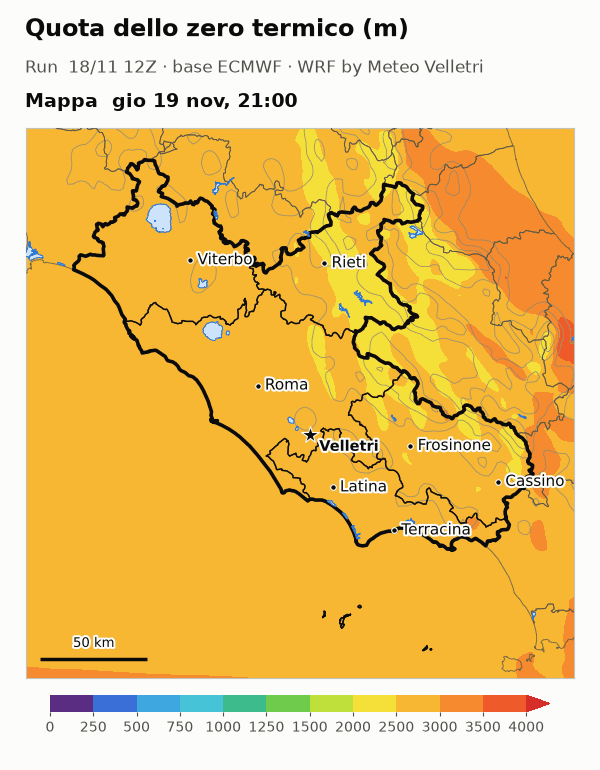 Quota dello zero termico (m)
Run  18/11 12Z · base ECMWF · WRF by Meteo Velletri
Mappa  gio 19 nov, 21:00
Viterbo
Rieti
Roma
Velletri
Frosinone
Latina
Cassino
Terracina
50 km
0 250 500 750 1000 1250 1500 2000 2500 3000 3500 4000